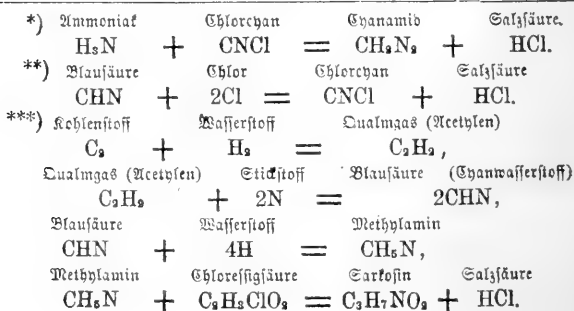 *) Ammoniak Chlorcyan Cyanamid Salzsäure.
H₃N + CNCl = CH₂N₂ + HCl.
**) Blausäure Chlor Chlorcyan Salzsäure
CHN + 2Cl = CNCl + HCl.
***) Kohlenstoff Wasserstoff Qualmgas (Acetylen)
C₂ + H₂ = C₂H₂,
Qualmgas (Acetylen) Stickstoff Blausäure (Cyanwasserstoff)
C₂H₂ + 2N = 2CHN,
Blausäure Wasserstoff Methylamin
CHN + 4H = CH₅N,
Methylamin Chloressigsäure Sarkosin Salzsäure
CH₅N + C₂H₃ClO₂ = C₃H₇NO₂ + HCl.